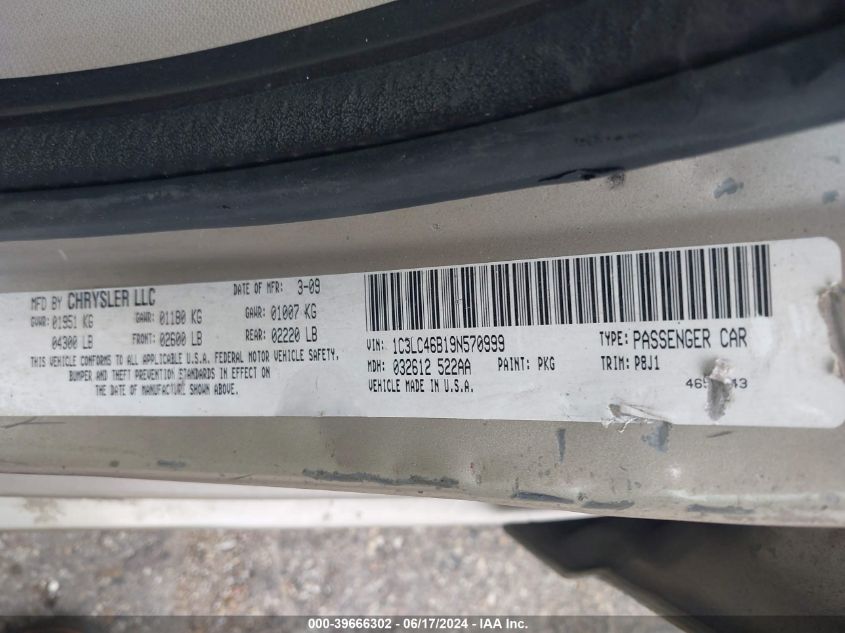 MFD BY CHRYSLER LLC DATE OF MFR: 3-09
GVWR: 01951 KG GAWR: 01180 KG GAWR: 01007 KG
04300 LB FRONT: 02600 LB REAR: 02220 LB
THIS VEHICLE CONFORMS TO ALL APPLICABLE U.S.A. FEDERAL MOTOR VEHICLE SAFETY,
BUMPER AND THEFT PREVENTION STANDARDS IN EFFECT ON
THE DATE OF MANUFACTURE SHOWN ABOVE.
VIN: 1C3LC46B19N570999 TYPE: PASSENGER CAR
MDH: 032612 522AA PAINT: PKG TRIM: P8J1
VEHICLE MADE IN U.S.A.
000-39666302 - 06/17/2024 - IAA Inc.